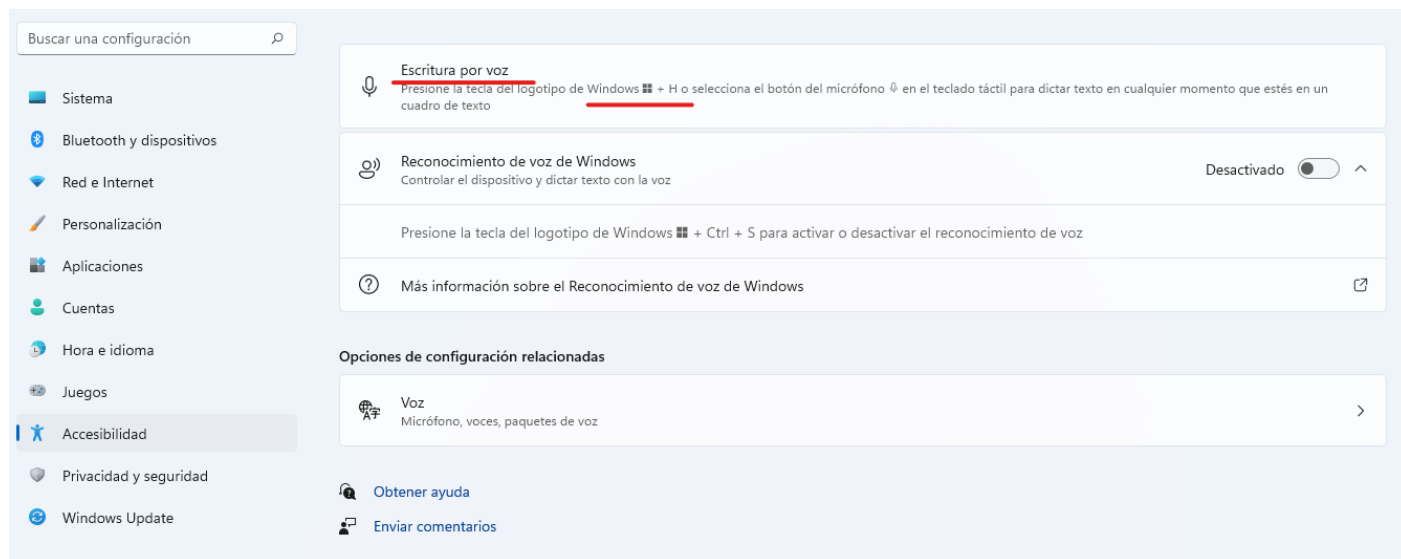 Buscar una configuración
Sistema
Bluetooth y dispositivos
Red e Internet
Personalización
Aplicaciones
Cuentas
Hora e idioma
Juegos
Accesibilidad
Privacidad y seguridad
Windows Update
Escritura por voz
Presione la tecla del logotipo de Windows + H o selecciona el botón del micrófono en el teclado táctil para dictar texto en cualquier momento que estés en un
cuadro de texto
Reconocimiento de voz de Windows
Controlar el dispositivo y dictar texto con la voz
Desactivado
Presione la tecla del logotipo de Windows + Ctrl + S para activar o desactivar el reconocimiento de voz
Más información sobre el Reconocimiento de voz de Windows
Opciones de configuración relacionadas
Voz
Micrófono, voces, paquetes de voz
Obtener ayuda
Enviar comentarios